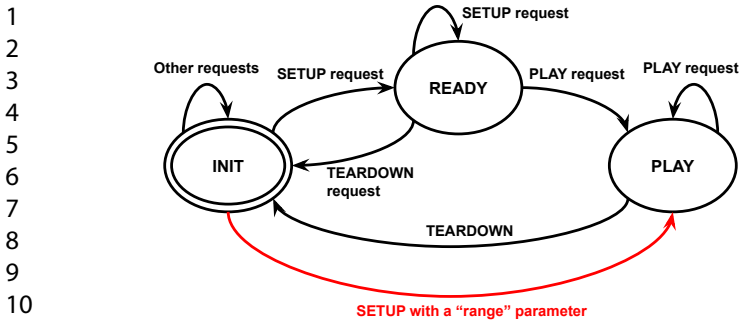 1
2
3
4
5
6
7
8
9
10
SETUP request
Other requests
SETUP request
READY
PLAY request
PLAY request
INIT
TEARDOWN
request
PLAY
TEARDOWN
SETUP with a “range” parameter